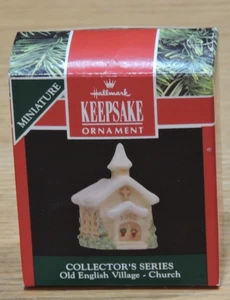 Hallmark
KEEPSAKE
ORNAMENT
MINIATURE
COLLECTOR'S SERIES
Old English Village - Church